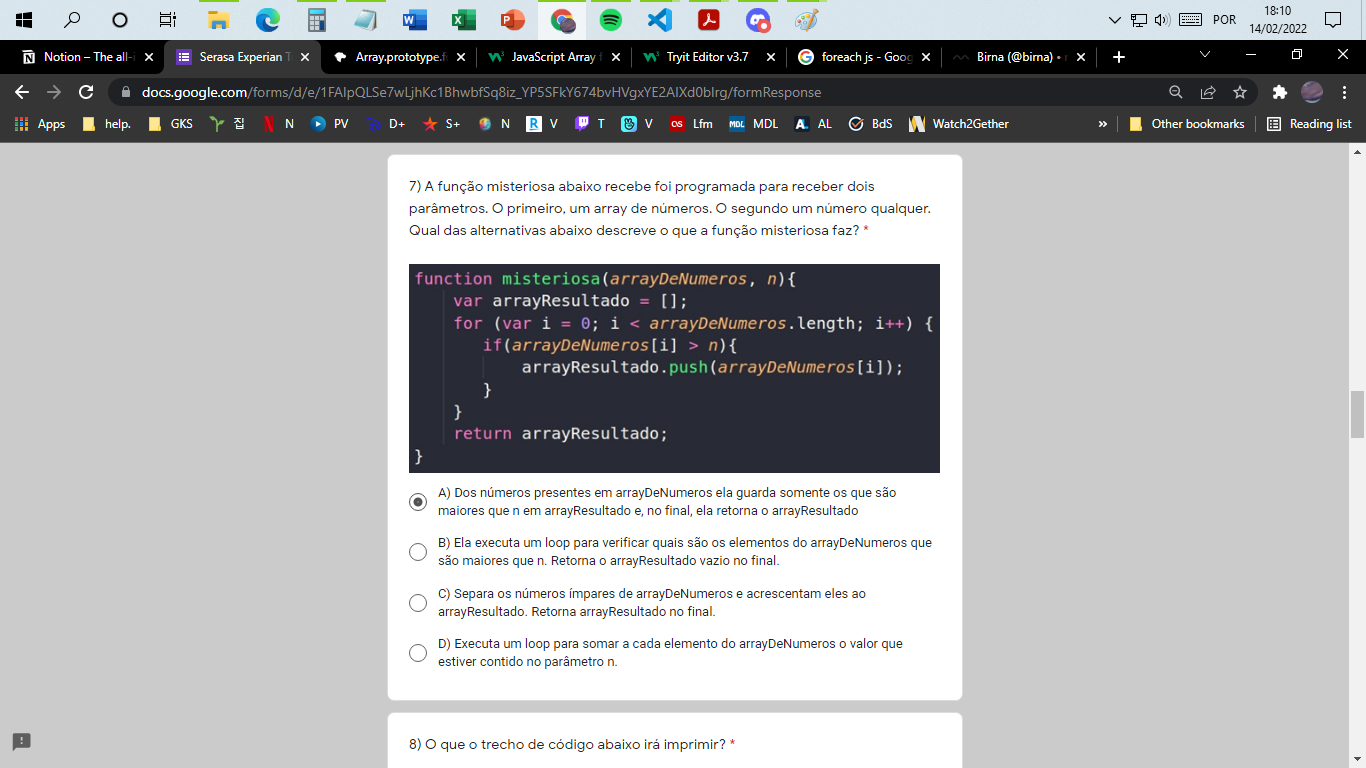 18:10
POR
14/02/2022
Notion – The all-i
Serasa Experian T
Array.prototype.f
JavaScript Array f
Tryit Editor v3.7
foreach js - Goog
docs.google.com/forms/d/e/1FAIpQLSe7wLjhKc1BhwbfSq8iz_YP5SFkY674bvHVgxYE2AIXd0bIrg/formResponse
Apps help. GKS 집 N PV D+ S+ N V T V Lfm MDL AL BdS Watch2Gether » Other bookmarks Reading list
7) A função misteriosa abaixo recebe foi programada para receber dois
parâmetros. O primeiro, um array de números. O segundo um número qualquer.
Qual das alternativas abaixo descreve o que a função misteriosa faz? *
function misteriosa(arrayDeNumeros, n){
var arrayResultado = [];
for (var i = 0; i < arrayDeNumeros.length; i++) {
if(arrayDeNumeros[i] > n){
arrayResultado.push(arrayDeNumeros[i]);
}
}
return arrayResultado;
}
A) Dos números presentes em arrayDeNumeros ela guarda somente os que são
maiores que n em arrayResultado e, no final, ela retorna o arrayResultado
B) Ela executa um loop para verificar quais são os elementos do arrayDeNumeros que
são maiores que n. Retorna o arrayResultado vazio no final.
C) Separa os números ímpares de arrayDeNumeros e acrescentam eles ao
arrayResultado. Retorna arrayResultado no final.
D) Executa um loop para somar a cada elemento do arrayDeNumeros o valor que
estiver contido no parâmetro n.
8) O que o trecho de código abaixo irá imprimir? *